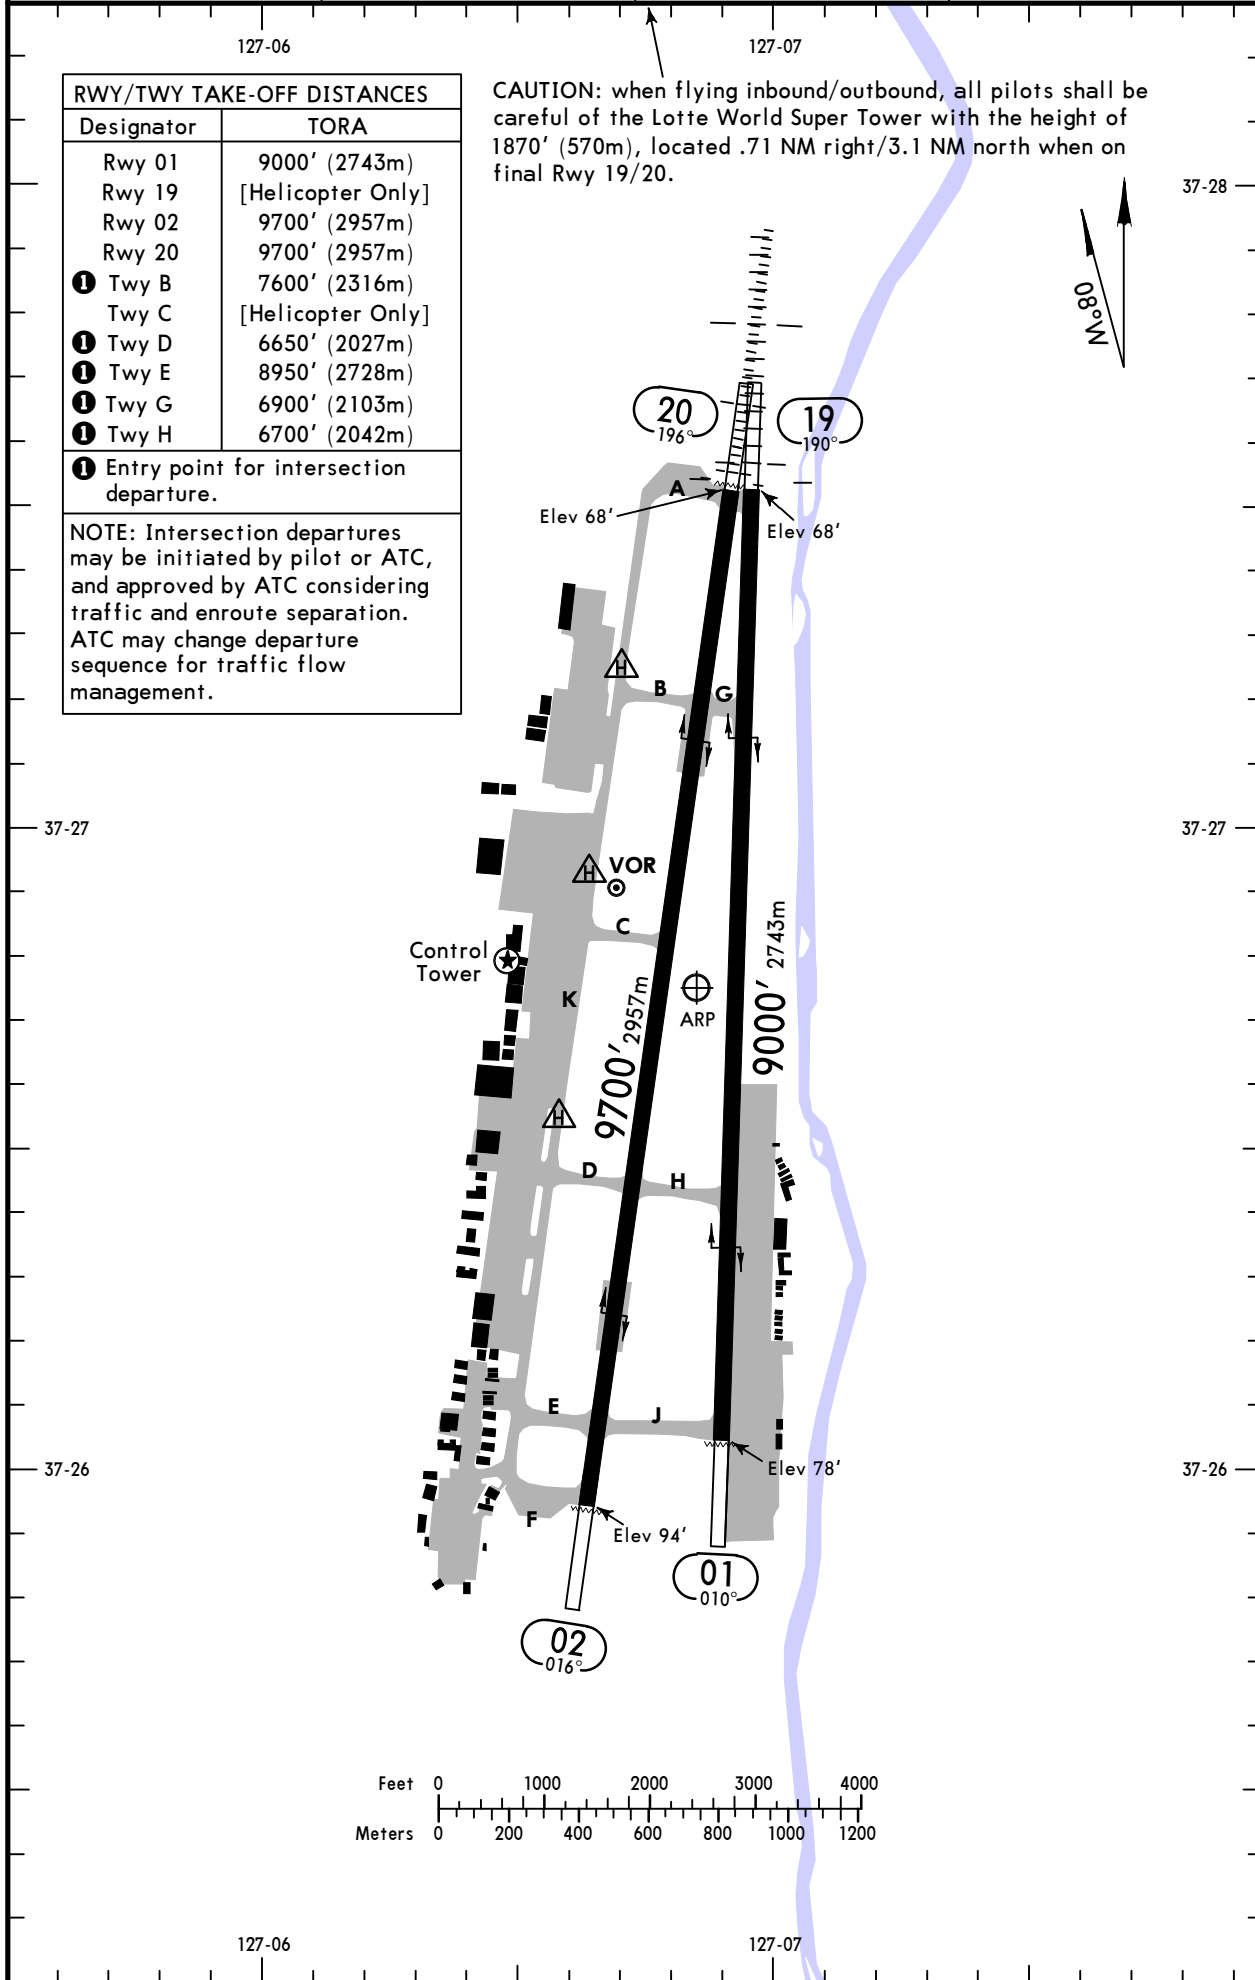 127-06
127-07
RWY/TWY TAKE-OFF DISTANCES
Designator TORA
Rwy 01 9000' (2743m)
Rwy 19 [Helicopter Only]
Rwy 02 9700' (2957m)
Rwy 20 9700' (2957m)
1 Twy B 7600' (2316m)
Twy C [Helicopter Only]
1 Twy D 6650' (2027m)
1 Twy E 8950' (2728m)
1 Twy G 6900' (2103m)
1 Twy H 6700' (2042m)
1 Entry point for intersection
departure.
NOTE: Intersection departures
may be initiated by pilot or ATC,
and approved by ATC considering
traffic and enroute separation.
ATC may change departure
sequence for traffic flow
management.
CAUTION: when flying inbound/outbound, all pilots shall be
careful of the Lotte World Super Tower with the height of
1870' (570m), located .71 NM right/3.1 NM north when on
final Rwy 19/20.
37-28
08°W
20
196°
19
190°
A
Elev 68'
Elev 68'
H
B
G
37-27
37-27
H
VOR
C
Control
Tower
K
ARP
9700' 2957m
9000' 2743m
H
D
H
E
J
37-26
37-26
Elev 78'
F
Elev 94'
01
010°
02
016°
Feet 0 1000 2000 3000 4000
Meters 0 200 400 600 800 1000 1200
127-06
127-07